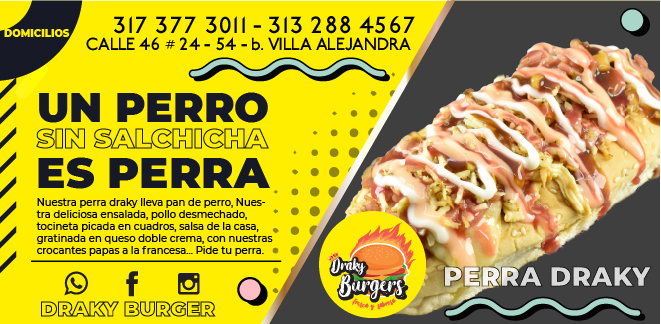 DOMICILIOS
317 377 3011 - 313 288 4567
CALLE 46 # 24 - 54 - b. VILLA ALEJANDRA
UN PERRO
SIN SALCHICHA
ES PERRA
Nuestra perra draky lleva pan de perro, Nues-
tra deliciosa ensalada, pollo desmechado,
tocineta picada en cuadros, salsa de la casa,
gratinada en queso doble crema, con nuestras
crocantes papas a la francesa... Pide tu perra.
DRAKY BURGER
Draky
Burgers
PERRA DRAKY